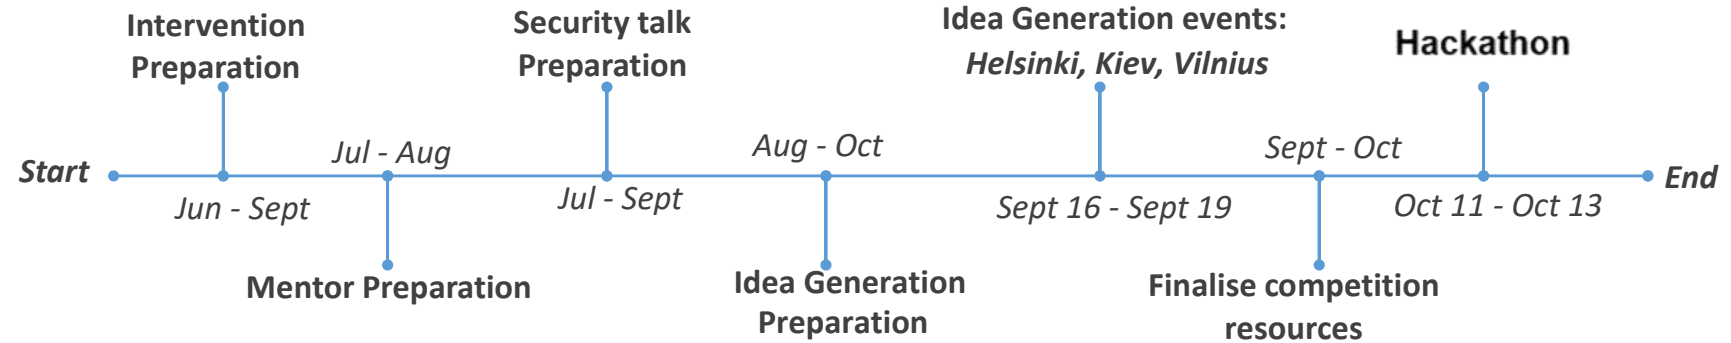 Intervention
Preparation
Security talk
Preparation
Idea Generation events:
Helsinki, Kiev, Vilnius
Hackathon
Jul - Aug
Aug - Oct
Sept - Oct
Start
End
Jun - Sept
Jul - Sept
Sept 16 - Sept 19
Oct 11 - Oct 13
Mentor Preparation
Idea Generation
Preparation
Finalise competition
resources